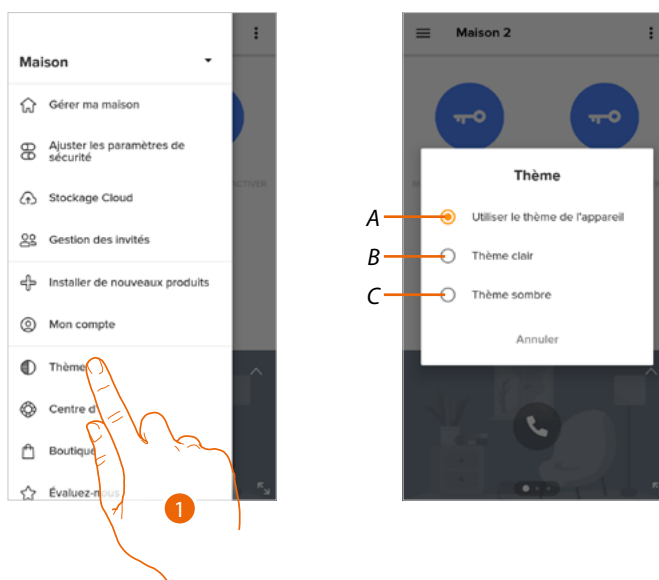 Maison
Gérer ma maison
Ajuster les paramètres de
sécurité
Stockage Cloud
Gestion des invités
Installer de nouveaux produits
Mon compte
Thème
Centre d
Boutique
Évaluez-nous
1
Maison 2
Thème
A
Utiliser le thème de l'appareil
B
Thème clair
C
Thème sombre
Annuler